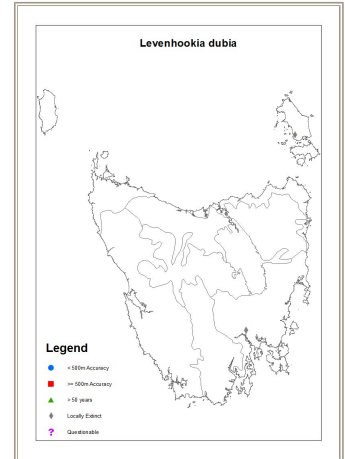 Levenhookia dubia
Legend
< 500m Accuracy
>= 500m Accuracy
> 50 years
Locally Extinct
? Questionable